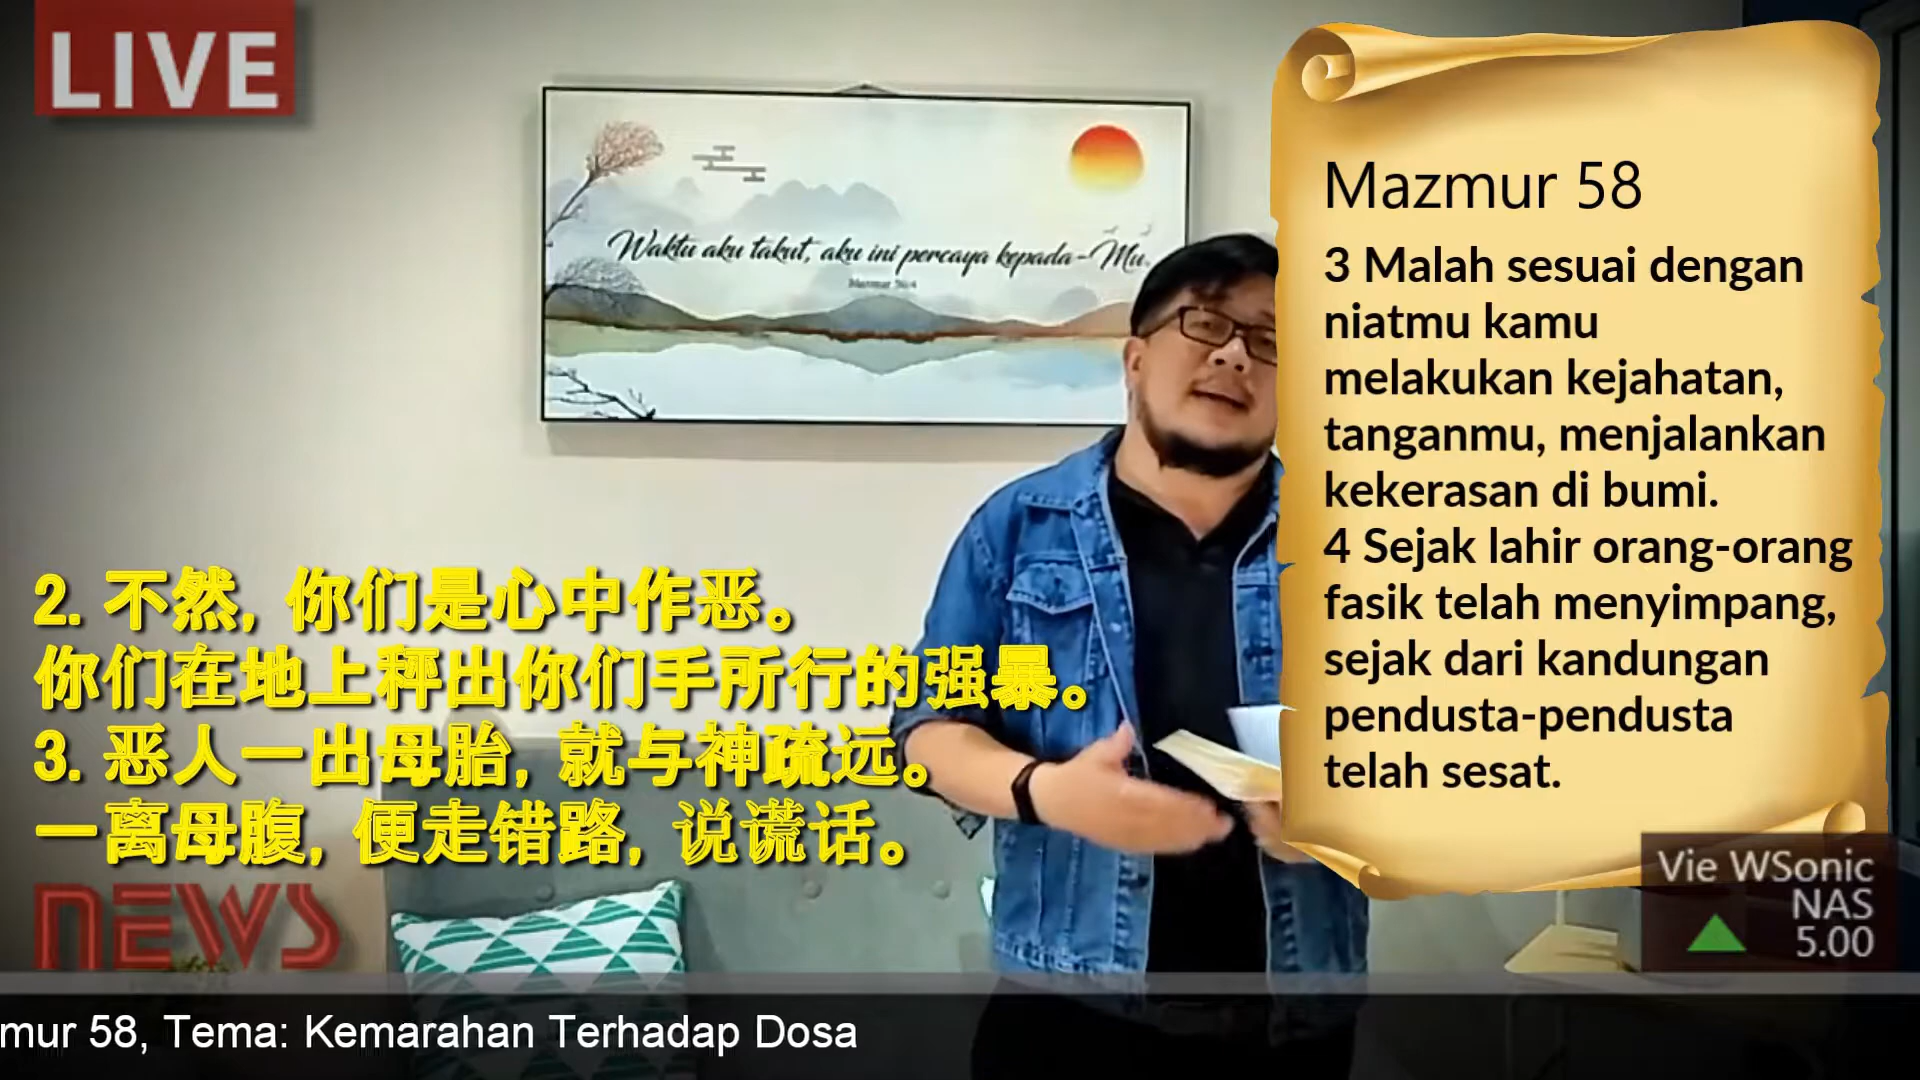 LIVE
Waktu aku takut, aku ini percaya kepada-Mu.
Mazmur 58
3 Malah sesuai dengan
niatmu kamu
melakukan kejahatan,
tanganmu, menjalankan
kekerasan di bumi.
4 Sejak lahir orang-orang
fasik telah menyimpang,
sejak dari kandungan
pendusta-pendusta
telah sesat.
2. 不然, 你们是心中作恶。
你们在地上秤出你们手所行的强暴。
3. 恶人一出母胎, 就与神疏远。
一离母腹, 便走错路, 说谎话。
NEWS
Vie WSonic
NAS
5.00
mur 58, Tema: Kemarahan Terhadap Dosa